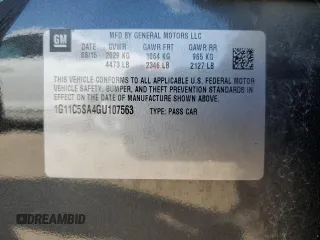 GM
MFD BY GENERAL MOTORS LLC
DATE GVWR GAWR FRT GAWR RR
08/15 2029 KG 1064 KG 965 KG
4473 LB 2346 LB 2127 LB
THIS VEHICLE CONFORMS TO ALL APPLICABLE U.S. FEDERAL MOTOR
VEHICLE SAFETY, BUMPER, AND THEFT PREVENTION STANDARDS
IN EFFECT ON THE DATE OF MANUFACTURE SHOWN ABOVE.
1G11C5SA4GU107563 TYPE: PASS CAR
DREAMBID